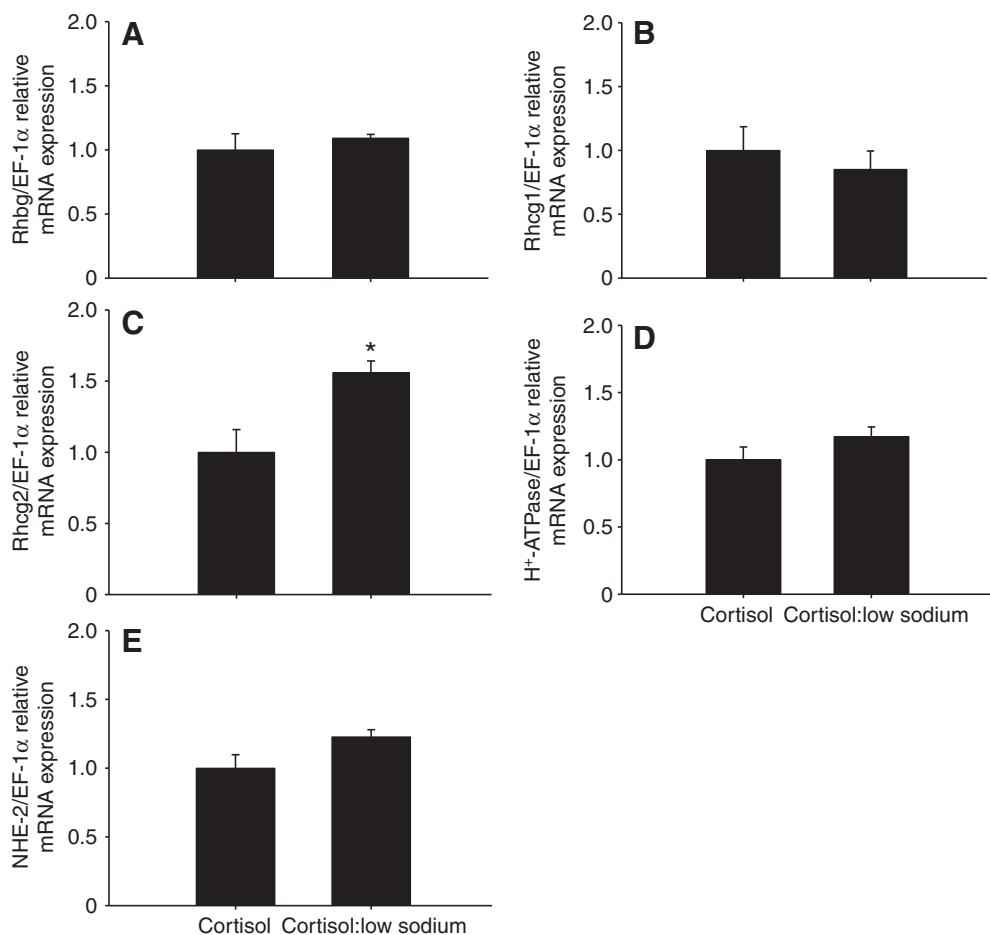 A
Rhbg/EF-1α relative
mRNA expression
2.0
1.5
1.0
0.5
0
B
Rhcg1/EF-1α relative
mRNA expression
2.0
1.5
1.0
0.5
0
C
Rhcg2/EF-1α relative
mRNA expression
2.0
1.5
1.0
0.5
0
*
D
H⁺-ATPase/EF-1α relative
mRNA expression
2.0
1.5
1.0
0.5
0
Cortisol Cortisol:low sodium
E
NHE-2/EF-1α relative
mRNA expression
2.0
1.5
1.0
0.5
0
Cortisol Cortisol:low sodium